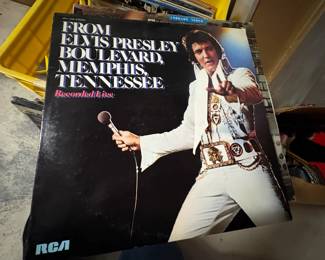 FROM
ELVIS PRESLEY
BOULEVARD,
MEMPHIS,
TENNESSEE
Recorded Live
RCA